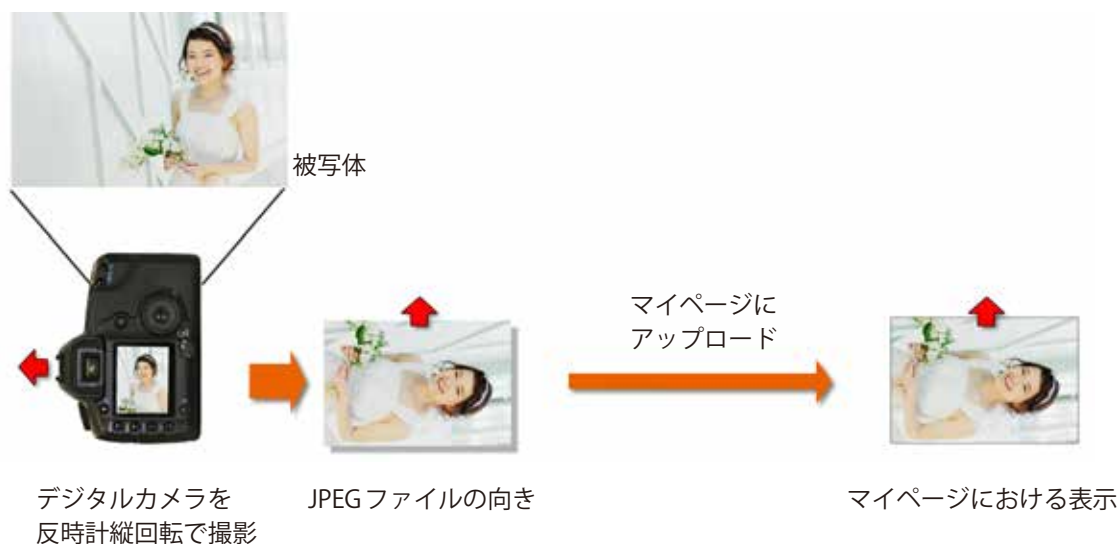 被写体
マイページに
アップロード
デジタルカメラを
反時計縦回転で撮影
JPEGファイルの向き
マイページにおける表示